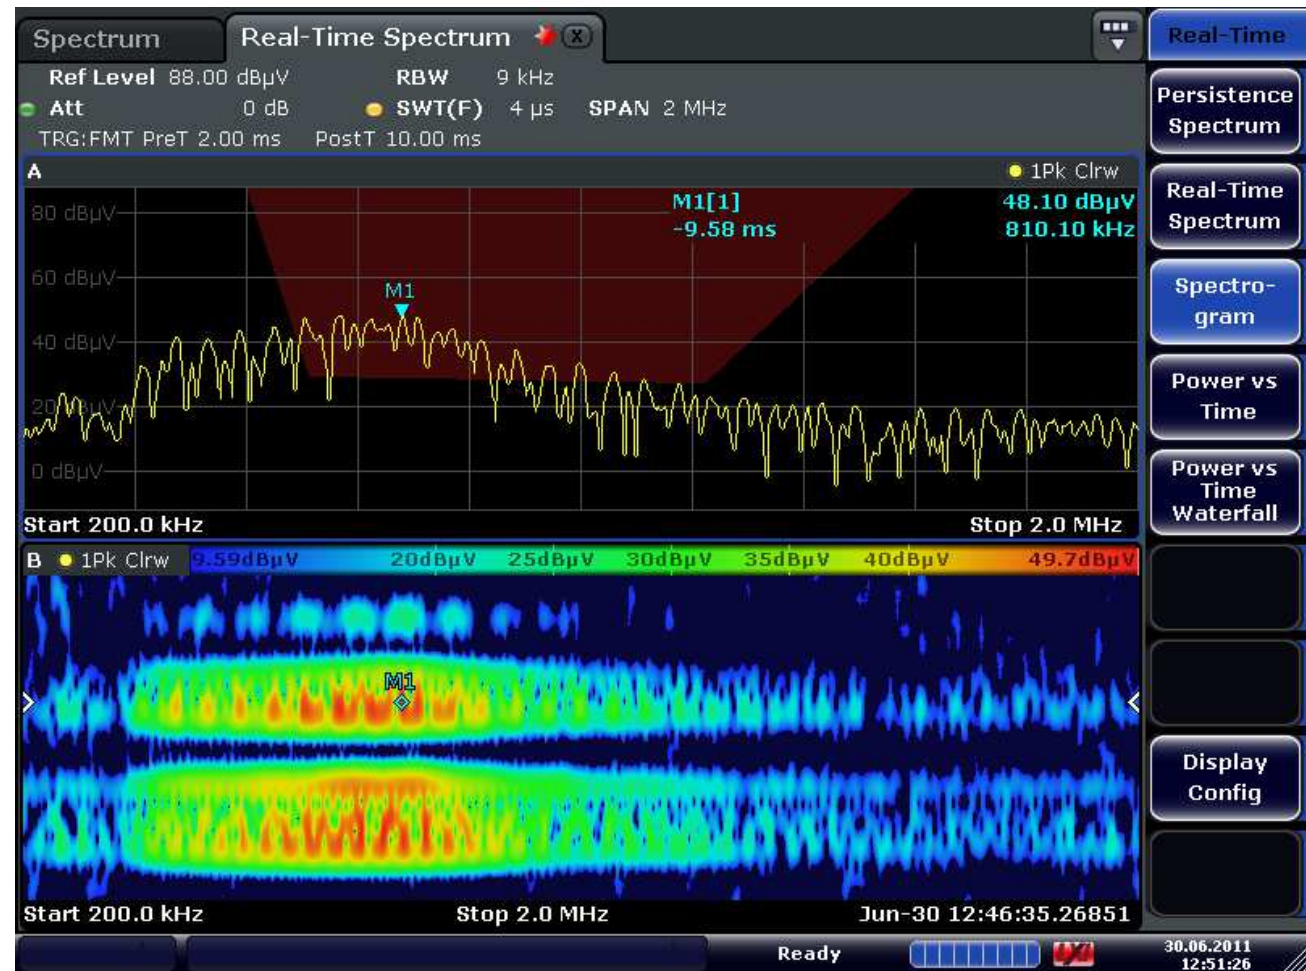 Spectrum
Real-Time Spectrum
X
Real-Time
Ref Level 88.00 dBµV RBW 9 kHz
Att 0 dB SWT(F) 4 µs SPAN 2 MHz
TRG:FMT PreT 2.00 ms PostT 10.00 ms
Persistence
Spectrum
A
1Pk Clrw
Real-Time
Spectrum
80 dBµV
M1[1] 48.10 dBµV
-9.58 ms 810.10 kHz
60 dBµV
M1
Spectro-
gram
40 dBµV
Power vs
Time
20 dBµV
0 dBµV
Power vs
Time
Waterfall
Start 200.0 kHz
Stop 2.0 MHz
B
1Pk Clrw
9.59dBµV 20dBµV 25dBµV 30dBµV 35dBµV 40dBµV 49.7dBµV
M1
Display
Config
Start 200.0 kHz
Stop 2.0 MHz
Jun-30 12:46:35.26851
Ready
30.06.2011
12:51:26